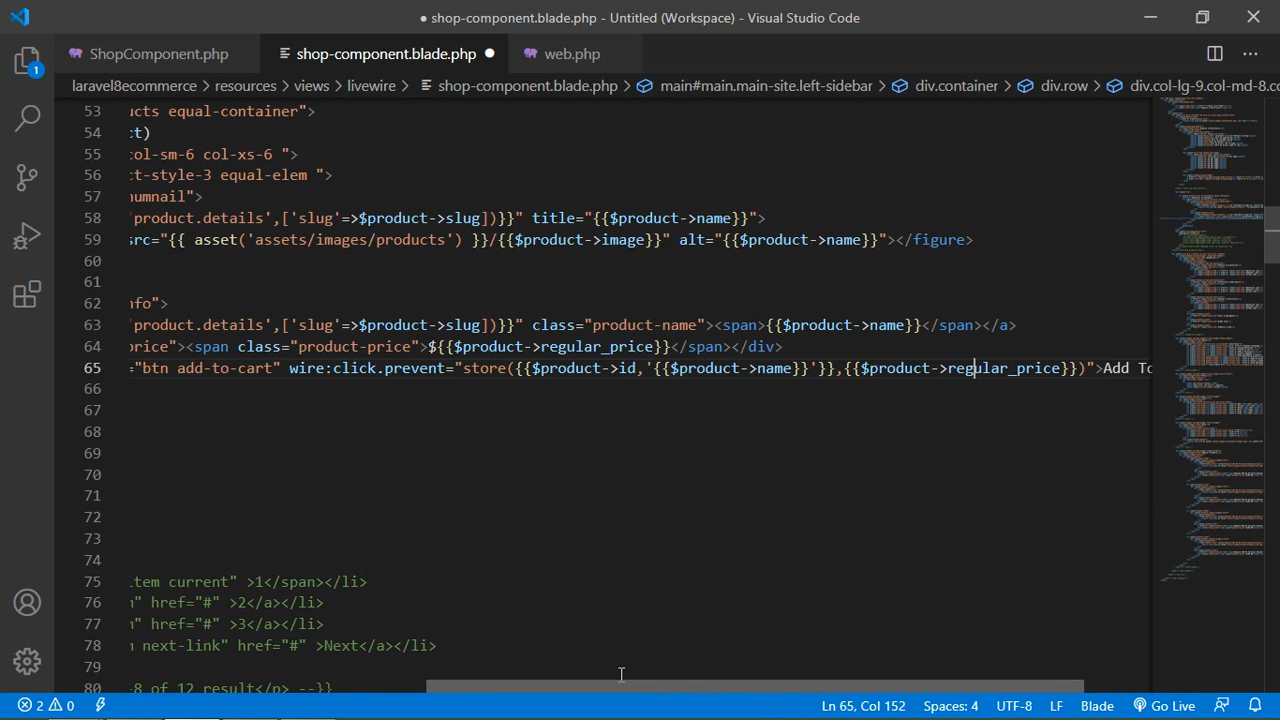 shop-component.blade.php - Untitled (Workspace) - Visual Studio Code
ShopComponent.php shop-component.blade.php web.php
1
laravel8ecommerce > resources > views > livewire > shop-component.blade.php > main#main.main-site.left-sidebar > div.container > div.row > div.col-lg-9.col-md-8.co
53 ucts equal-container">
54 ct)
55 col-sm-6 col-xs-6 ">
56 ct-style-3 equal-elem ">
57 humbnail">
58 'product.details',['slug'=>$product->slug])}}" title="{{$product->name}}">
59 src="{{ asset('assets/images/products') }}/{{$product->image}}" alt="{{$product->name}}"></figure>
60
61
62 nfo">
63 'product.details',['slug'=>$product->slug])}}" class="product-name"><span>{{$product->name}}</span></a>
64 price"><span class="product-price">${{$product->regular_price}}</span></div>
65 ="btn add-to-cart" wire:click.prevent="store({{$product->id,'{{$product->name}}'}},{{$product->regular_price}})">Add To
66
67
68
69
70
71
72
73
74
75 tem current" >1</span></li>
76 " href="#" >2</a></li>
77 " href="#" >3</a></li>
78 next-link" href="#" >Next</a></li>
79
80 -8 of 12 result</p> --}}
2 0 Ln 65, Col 152 Spaces: 4 UTF-8 LF Blade Go Live